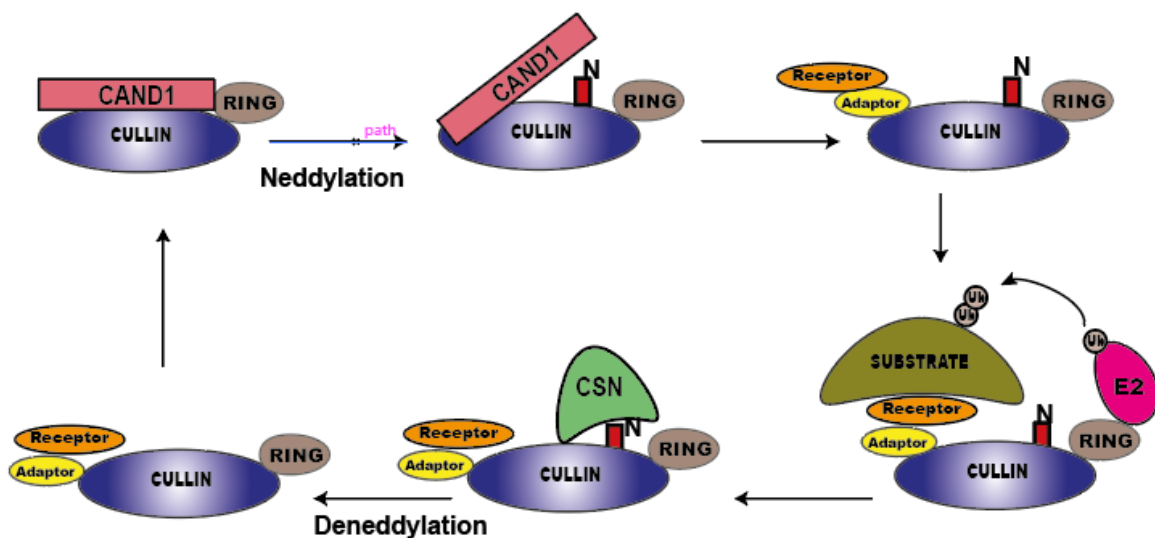 CAND1
RING
CULLIN
path
Neddylation
CAND1
N
RING
CULLIN
Receptor
Adaptor
N
RING
CULLIN
Ub
Ub
Ub
SUBSTRATE
E2
Receptor
N
Adaptor
RING
CULLIN
CSN
N
Receptor
Adaptor
RING
CULLIN
Deneddylation
Receptor
Adaptor
RING
CULLIN